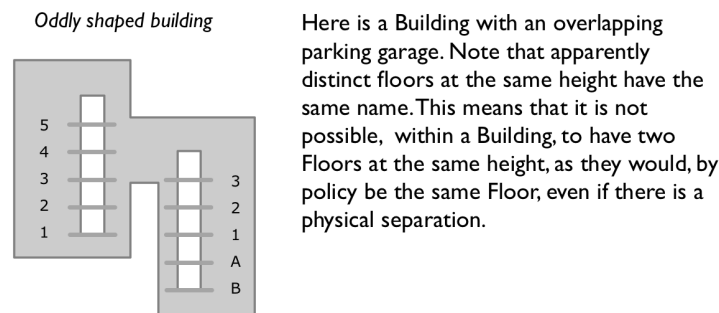 Oddly shaped building
5
4
3
2
1
3
2
1
A
B
Here is a Building with an overlapping
parking garage. Note that apparently
distinct floors at the same height have the
same name. This means that it is not
possible, within a Building, to have two
Floors at the same height, as they would, by
policy be the same Floor, even if there is a
physical separation.